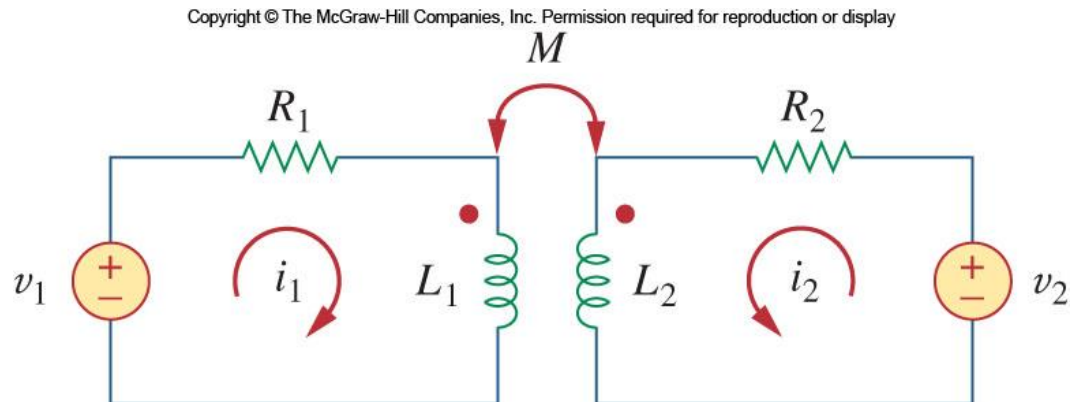 Copyright © The McGraw-Hill Companies, Inc. Permission required for reproduction or display
M
R₁ R₂
v₁ + − i₁ L₁ L₂ i₂ + − v₂